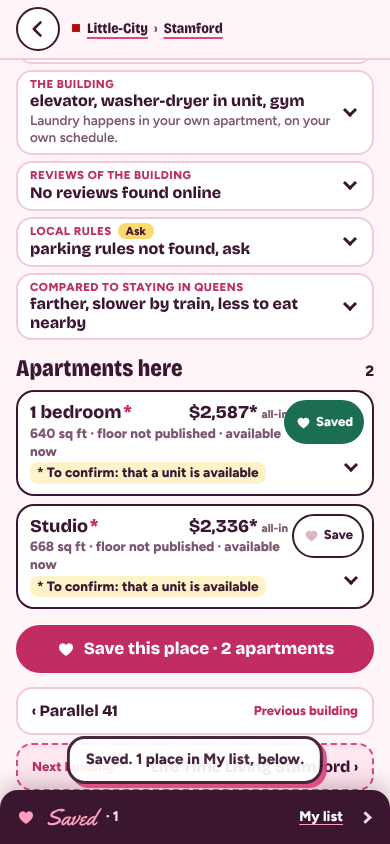 Little-City › Stamford
THE BUILDING
elevator, washer-dryer in unit, gym
Laundry happens in your own apartment, on your
own schedule.
REVIEWS OF THE BUILDING
No reviews found online
LOCAL RULES Ask
parking rules not found, ask
COMPARED TO STAYING IN QUEENS
farther, slower by train, less to eat
nearby
Apartments here 2
1 bedroom* $2,587* all-in
Saved
640 sq ft · floor not published · available
now
* To confirm: that a unit is available
Studio* $2,336* all-in
Save
668 sq ft · floor not published · available
now
* To confirm: that a unit is available
Save this place · 2 apartments
‹ Parallel 41 Previous building
Saved. 1 place in My list, below.
Next
Saved · 1 My list